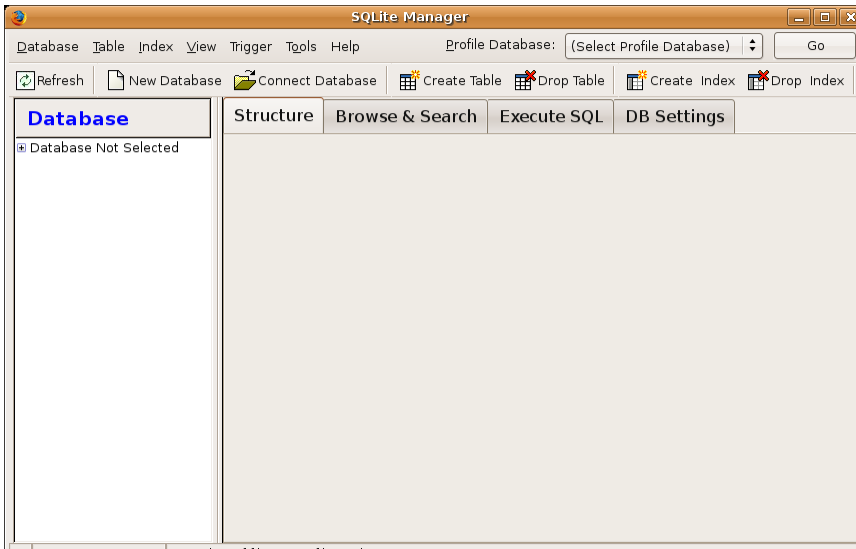 SQLite Manager
Database Table Index View Trigger Tools Help Profile Database: (Select Profile Database) Go
Refresh New Database Connect Database Create Table Drop Table Create Index Drop Index
Database
Structure Browse & Search Execute SQL DB Settings
Database Not Selected